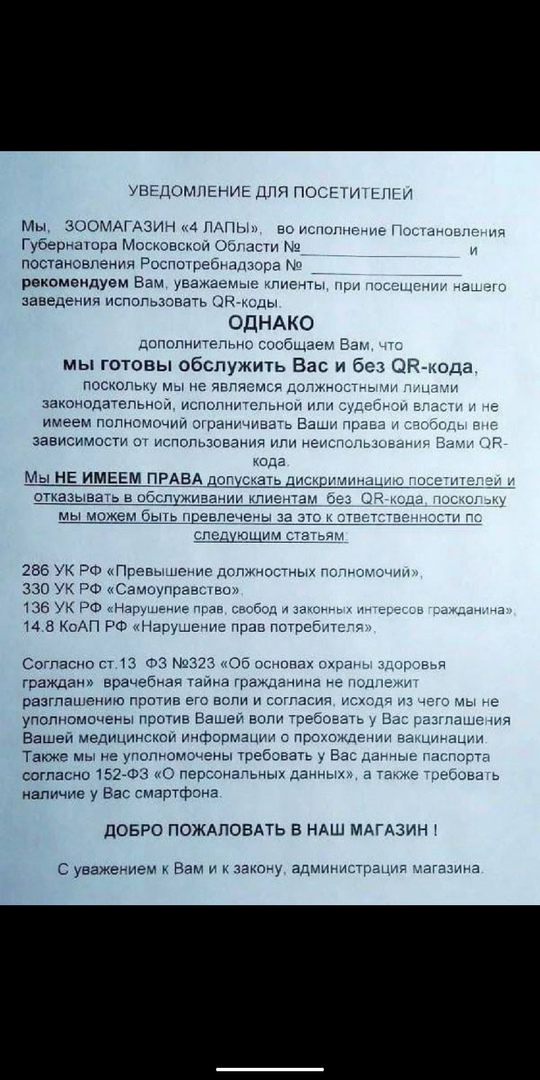 УВЕДОМЛЕНИЕ ДЛЯ ПОСЕТИТЕЛЕЙ
Мы, ЗООМАГАЗИН «4 ЛАПЫ», во исполнение Постановления
Губернатора Московской Области №__________________ и
постановления Роспотребнадзора № __________________
рекомендуем Вам, уважаемые клиенты, при посещении нашего
заведения использовать QR-коды.
ОДНАКО
дополнительно сообщаем Вам, что
мы готовы обслужить Вас и без QR-кода,
поскольку мы не являемся должностными лицами
законодательной, исполнительной или судебной власти и не
имеем полномочий ограничивать Ваши права и свободы вне
зависимости от использования или неиспользования Вами QR-
кода.
Мы НЕ ИМЕЕМ ПРАВА допускать дискриминацию посетителей и
отказывать в обслуживании клиентам без QR-кода, поскольку
мы можем быть превлечены за это к ответственности по
следующим статьям:
286 УК РФ «Превышение должностных полномочий»,
330 УК РФ «Самоуправство»,
136 УК РФ «Нарушение прав, свобод и законных интересов гражданина»,
14.8 КоАП РФ «Нарушение прав потребителя»,
Согласно ст.13 ФЗ №323 «Об основах охраны здоровья
граждан» врачебная тайна гражданина не подлежит
разглашению против его воли и согласия, исходя из чего мы не
уполномочены против Вашей воли требовать у Вас разглашения
Вашей медицинской информации о прохождении вакцинации.
Также мы не уполномочены требовать у Вас данные паспорта
согласно 152-ФЗ «О персональных данных», а также требовать
наличие у Вас смартфона.
ДОБРО ПОЖАЛОВАТЬ В НАШ МАГАЗИН !
С уважением к Вам и к закону, администрация магазина.